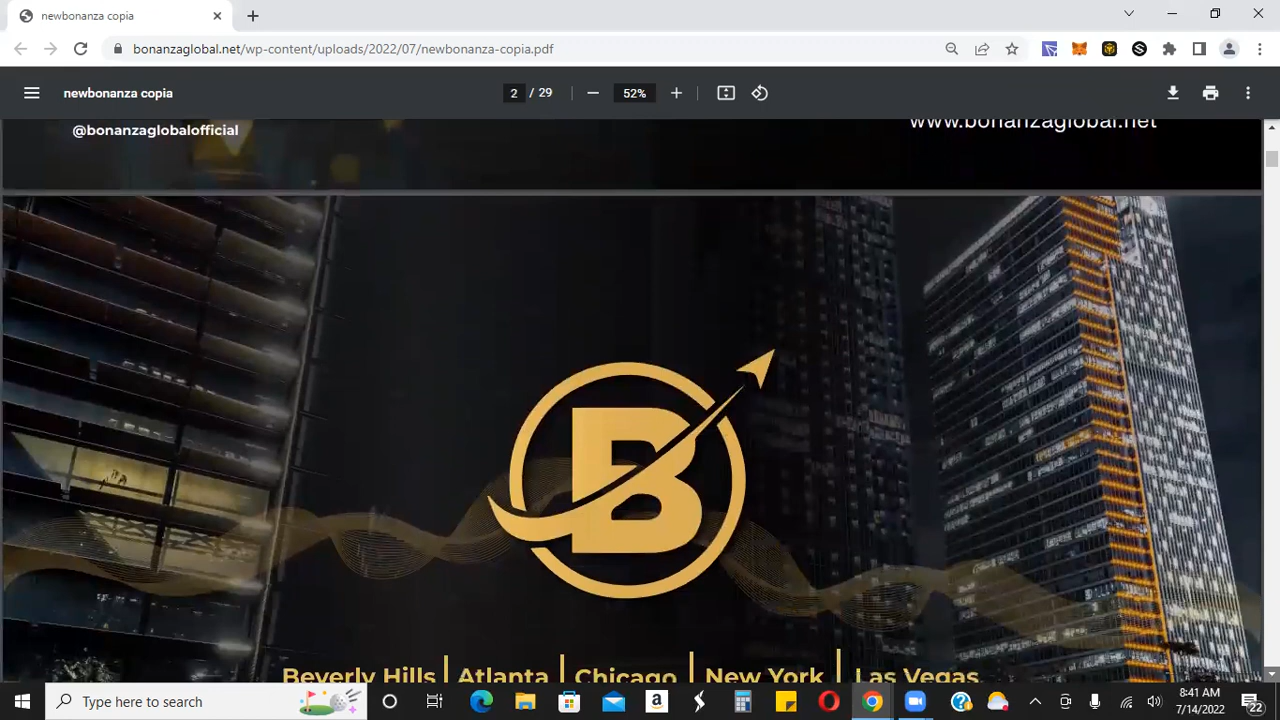 newbonanza copia
bonanzaglobal.net/wp-content/uploads/2022/07/newbonanza-copia.pdf
newbonanza copia
2 / 29
52%
@bonanzaglobalofficial
www.bonanzaglobal.net
B
Beverly Hills | Atlanta | Chicago | New York | Las Vegas
Type here to search
8:41 AM
7/14/2022
22